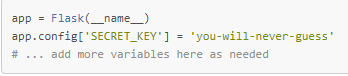 app = Flask(__name__)
app.config['SECRET_KEY'] = 'you-will-never-guess'
# ... add more variables here as needed